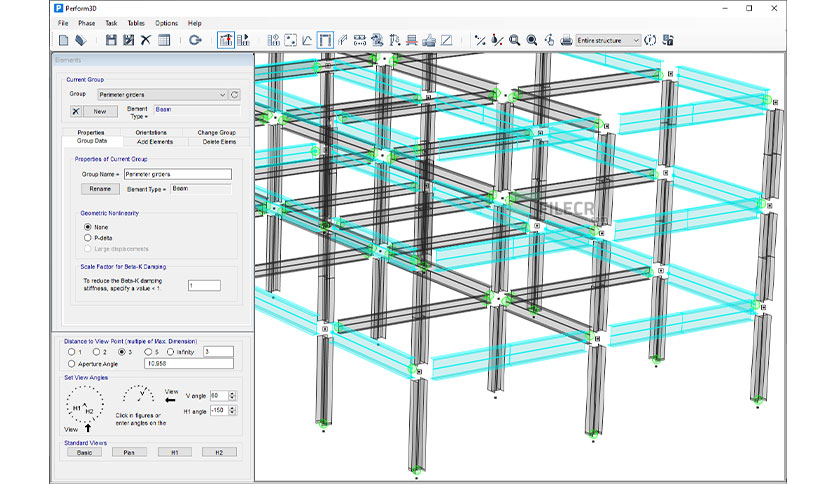 Perform3D
File Phase Task Tables Options Help
Entire structure
Elements
Current Group
Group Perimeter girders
New Element Type = Beam
Properties Orientations Change Group
Group Data Add Elements Delete Elems
Properties of Current Group
Group Name = Perimeter girders
Rename Element Type = Beam
Geometric Nonlinearity
None
P-delta
Large displacements
Scale Factor for Beta-K Damping
To reduce the Beta-K damping
stiffness, specify a value < 1. 1
Distance to View Point (multiple of Max. Dimension)
1 2 3 5 Infinity 3
Aperture Angle 10.958
Set View Angles
View V angle 60
V
H1 H2
Click in figures or
enter angles on the
H1 angle -150
View
Standard Views
Basic Plan H1 H2
FILECR